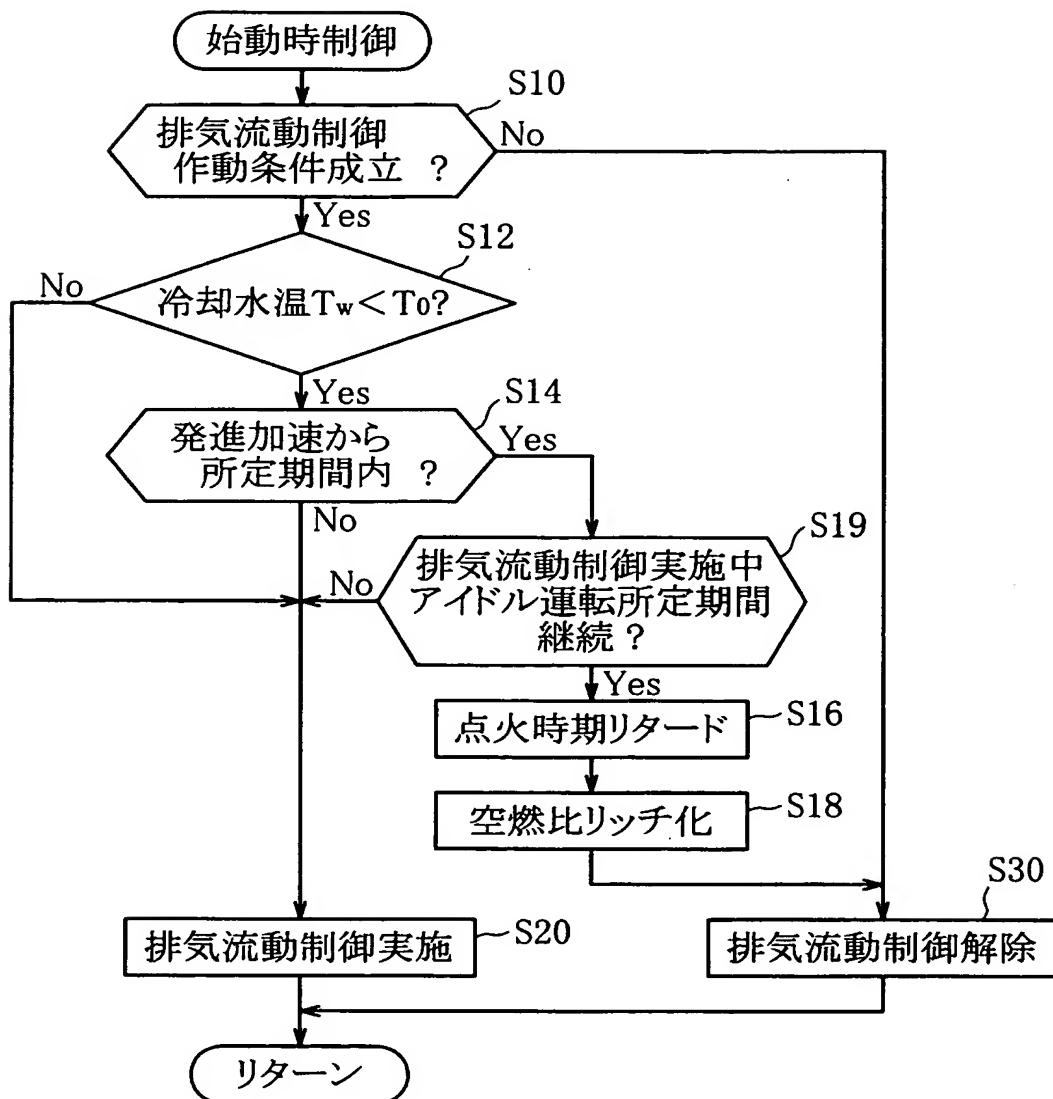 始動時制御
S10
排気流動制御
作動条件成立 ?
No
Yes
S12
No
冷却水温Tw<T0?
Yes
S14
発進加速から
所定期間内 ?
Yes
No
S19
排気流動制御実施中
アイドル運転所定期間
継続?
No
Yes
点火時期リタード
S16
空燃比リッチ化
S18
S30
排気流動制御実施
S20
排気流動制御解除
リターン